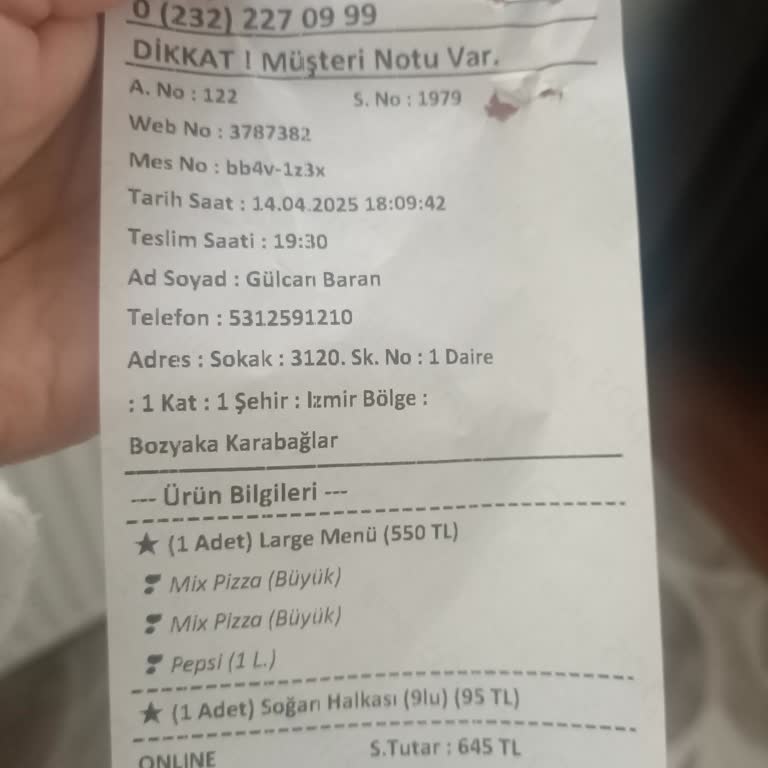 0 (232) 227 09 99
DİKKAT ! Müşteri Notu Var.
A. No : 122 S. No : 1979
Web No : 3787382
Mes No : bb4v-1z3x
Tarih Saat : 14.04.2025 18:09:42
Teslim Saati : 19:30
Ad Soyad : Gülcan Baran
Telefon : 5312591210
Adres : Sokak : 3120. Sk. No : 1 Daire
: 1 Kat : 1 Şehir : Izmir Bölge :
Bozyaka Karabağlar
--- Ürün Bilgileri ---
★ (1 Adet) Large Menü (550 TL)
Mix Pizza (Büyük)
Mix Pizza (Büyük)
Pepsi (1 L.)
★ (1 Adet) Soğan Halkası (9lu) (95 TL)
ONLINE S.Tutar : 645 TL